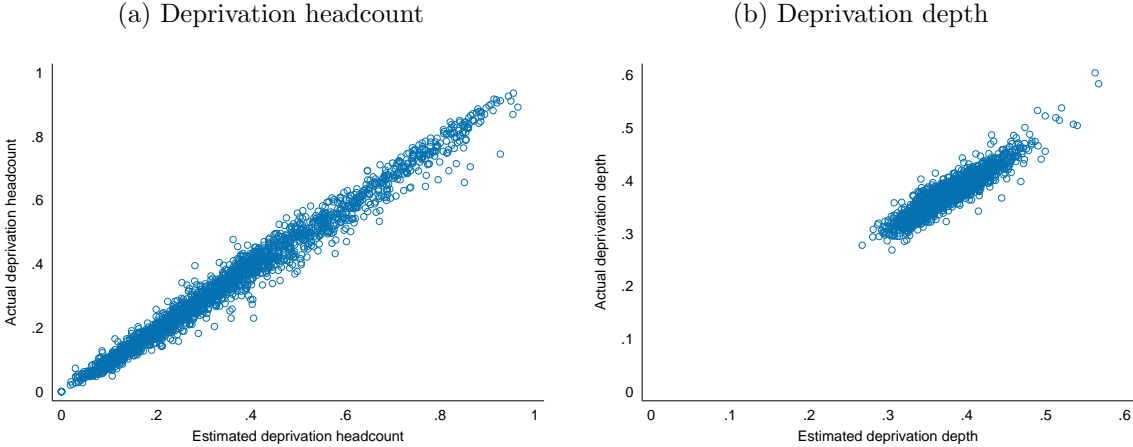 (a) Deprivation headcount
Actual deprivation headcount
1
.8
.6
.4
.2
0
0 .2 .4 .6 .8 1
Estimated deprivation headcount
(b) Deprivation depth
Actual deprivation depth
.6
.5
.4
.3
.2
.1
0
0 .1 .2 .3 .4 .5 .6
Estimated deprivation depth